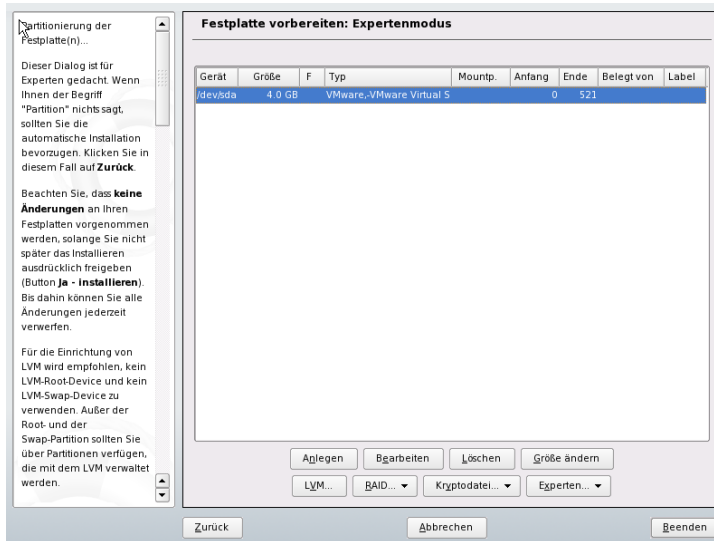 Partitionierung der
Festplatte(n)...
Dieser Dialog ist für
Experten gedacht. Wenn
Ihnen der Begriff
"Partition" nichts sagt,
sollten Sie die
automatische Installation
bevorzugen. Klicken Sie in
diesem Fall auf Zurück.
Beachten Sie, dass keine
Änderungen an Ihren
Festplatten vorgenommen
werden, solange Sie nicht
später das Installieren
ausdrücklich freigeben
(Button Ja - installieren).
Bis dahin können Sie alle
Änderungen jederzeit
verwerfen.
Für die Einrichtung von
LVM wird empfohlen, kein
LVM-Root-Device und kein
LVM-Swap-Device zu
verwenden. Außer der
Root- und der
Swap-Partition sollten Sie
über Partitionen verfügen,
die mit dem LVM verwaltet
werden.
Festplatte vorbereiten: Expertenmodus
Gerät Größe F Typ Mountp. Anfang Ende Belegt von Label
/dev/sda 4.0 GB VMware,-VMware Virtual S 0 521
Anlegen Bearbeiten Löschen Größe ändern
LVM... RAID... Kryptodatei... Experten...
Zurück Abbrechen Beenden